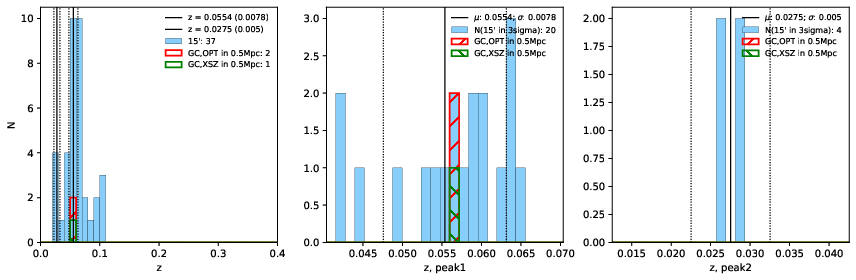 z = 0.0554 (0.0078)
z = 0.0275 (0.005)
15': 37
GC,OPT in 0.5Mpc: 2
GC,XSZ in 0.5Mpc: 1
N
10
8
6
4
2
0
0.0 0.1 0.2 0.3 0.4
z
μ: 0.0554; σ: 0.0078
N(15' in 3sigma): 20
GC,OPT in 0.5Mpc
GC,XSZ in 0.5Mpc
3.0
2.5
2.0
1.5
1.0
0.5
0.0
0.045 0.055 0.060 0.065 0.070
z, peak1
μ: 0.0275; σ: 0.005
N(15' in 3sigma): 4
GC,OPT in 0.5Mpc
GC,XSZ in 0.5Mpc
2.00
1.75
1.50
1.25
1.00
0.75
0.50
0.25
0.00
0.015 0.020 0.025 0.030 0.035 0.040
z, peak2